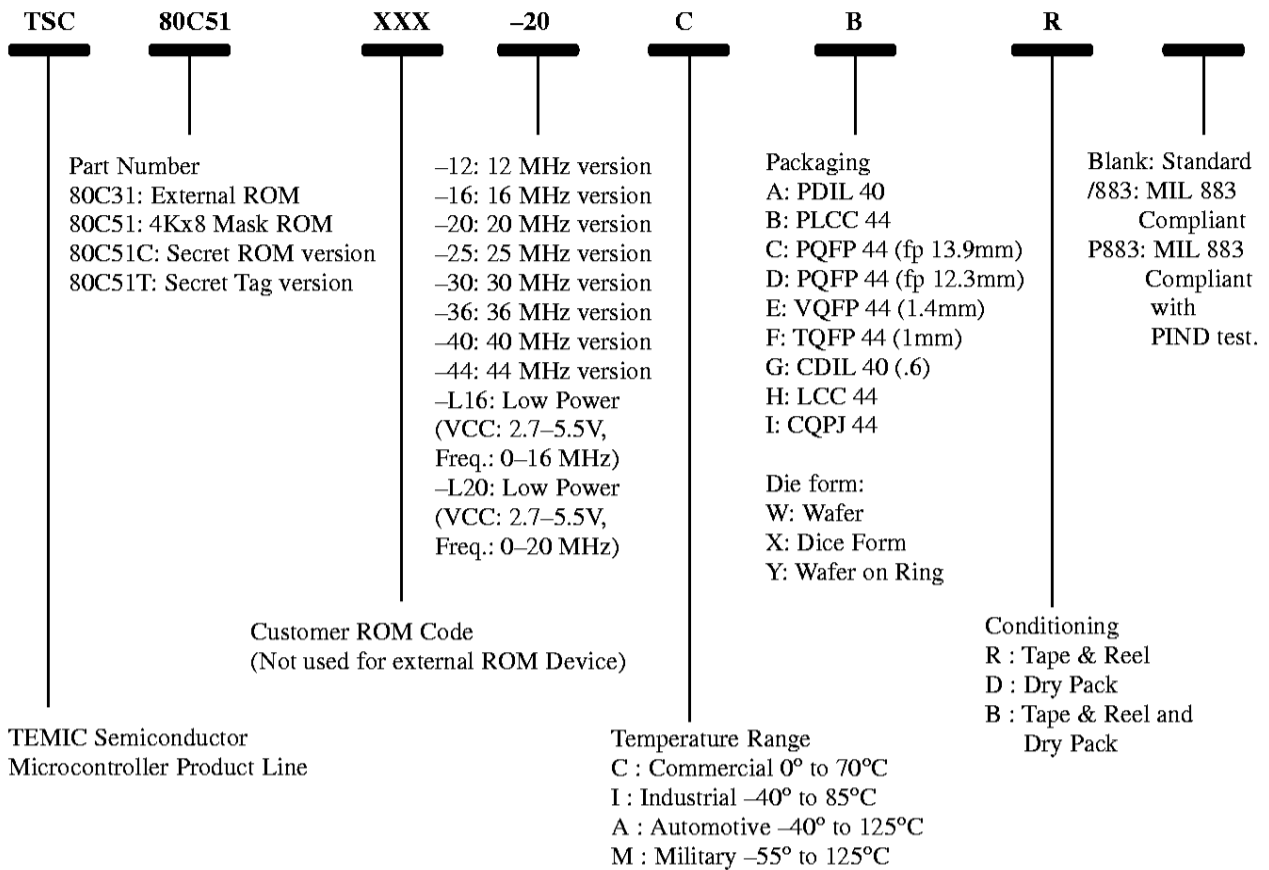 TSC 80C51 XXX –20 C B R
Part Number
80C31: External ROM
80C51: 4Kx8 Mask ROM
80C51C: Secret ROM version
80C51T: Secret Tag version
–12: 12 MHz version
–16: 16 MHz version
–20: 20 MHz version
–25: 25 MHz version
–30: 30 MHz version
–36: 36 MHz version
–40: 40 MHz version
–44: 44 MHz version
–L16: Low Power
(VCC: 2.7–5.5V,
Freq.: 0–16 MHz)
–L20: Low Power
(VCC: 2.7–5.5V,
Freq.: 0–20 MHz)
Packaging
A: PDIL 40
B: PLCC 44
C: PQFP 44 (fp 13.9mm)
D: PQFP 44 (fp 12.3mm)
E: VQFP 44 (1.4mm)
F: TQFP 44 (1mm)
G: CDIL 40 (.6)
H: LCC 44
I: CQPJ 44
Die form:
W: Wafer
X: Dice Form
Y: Wafer on Ring
Blank: Standard
/883: MIL 883
Compliant
P883: MIL 883
Compliant
with
PIND test.
Customer ROM Code
(Not used for external ROM Device)
Conditioning
R : Tape & Reel
D : Dry Pack
B : Tape & Reel and
Dry Pack
TEMIC Semiconductor
Microcontroller Product Line
Temperature Range
C : Commercial 0° to 70°C
I : Industrial –40° to 85°C
A : Automotive –40° to 125°C
M : Military –55° to 125°C